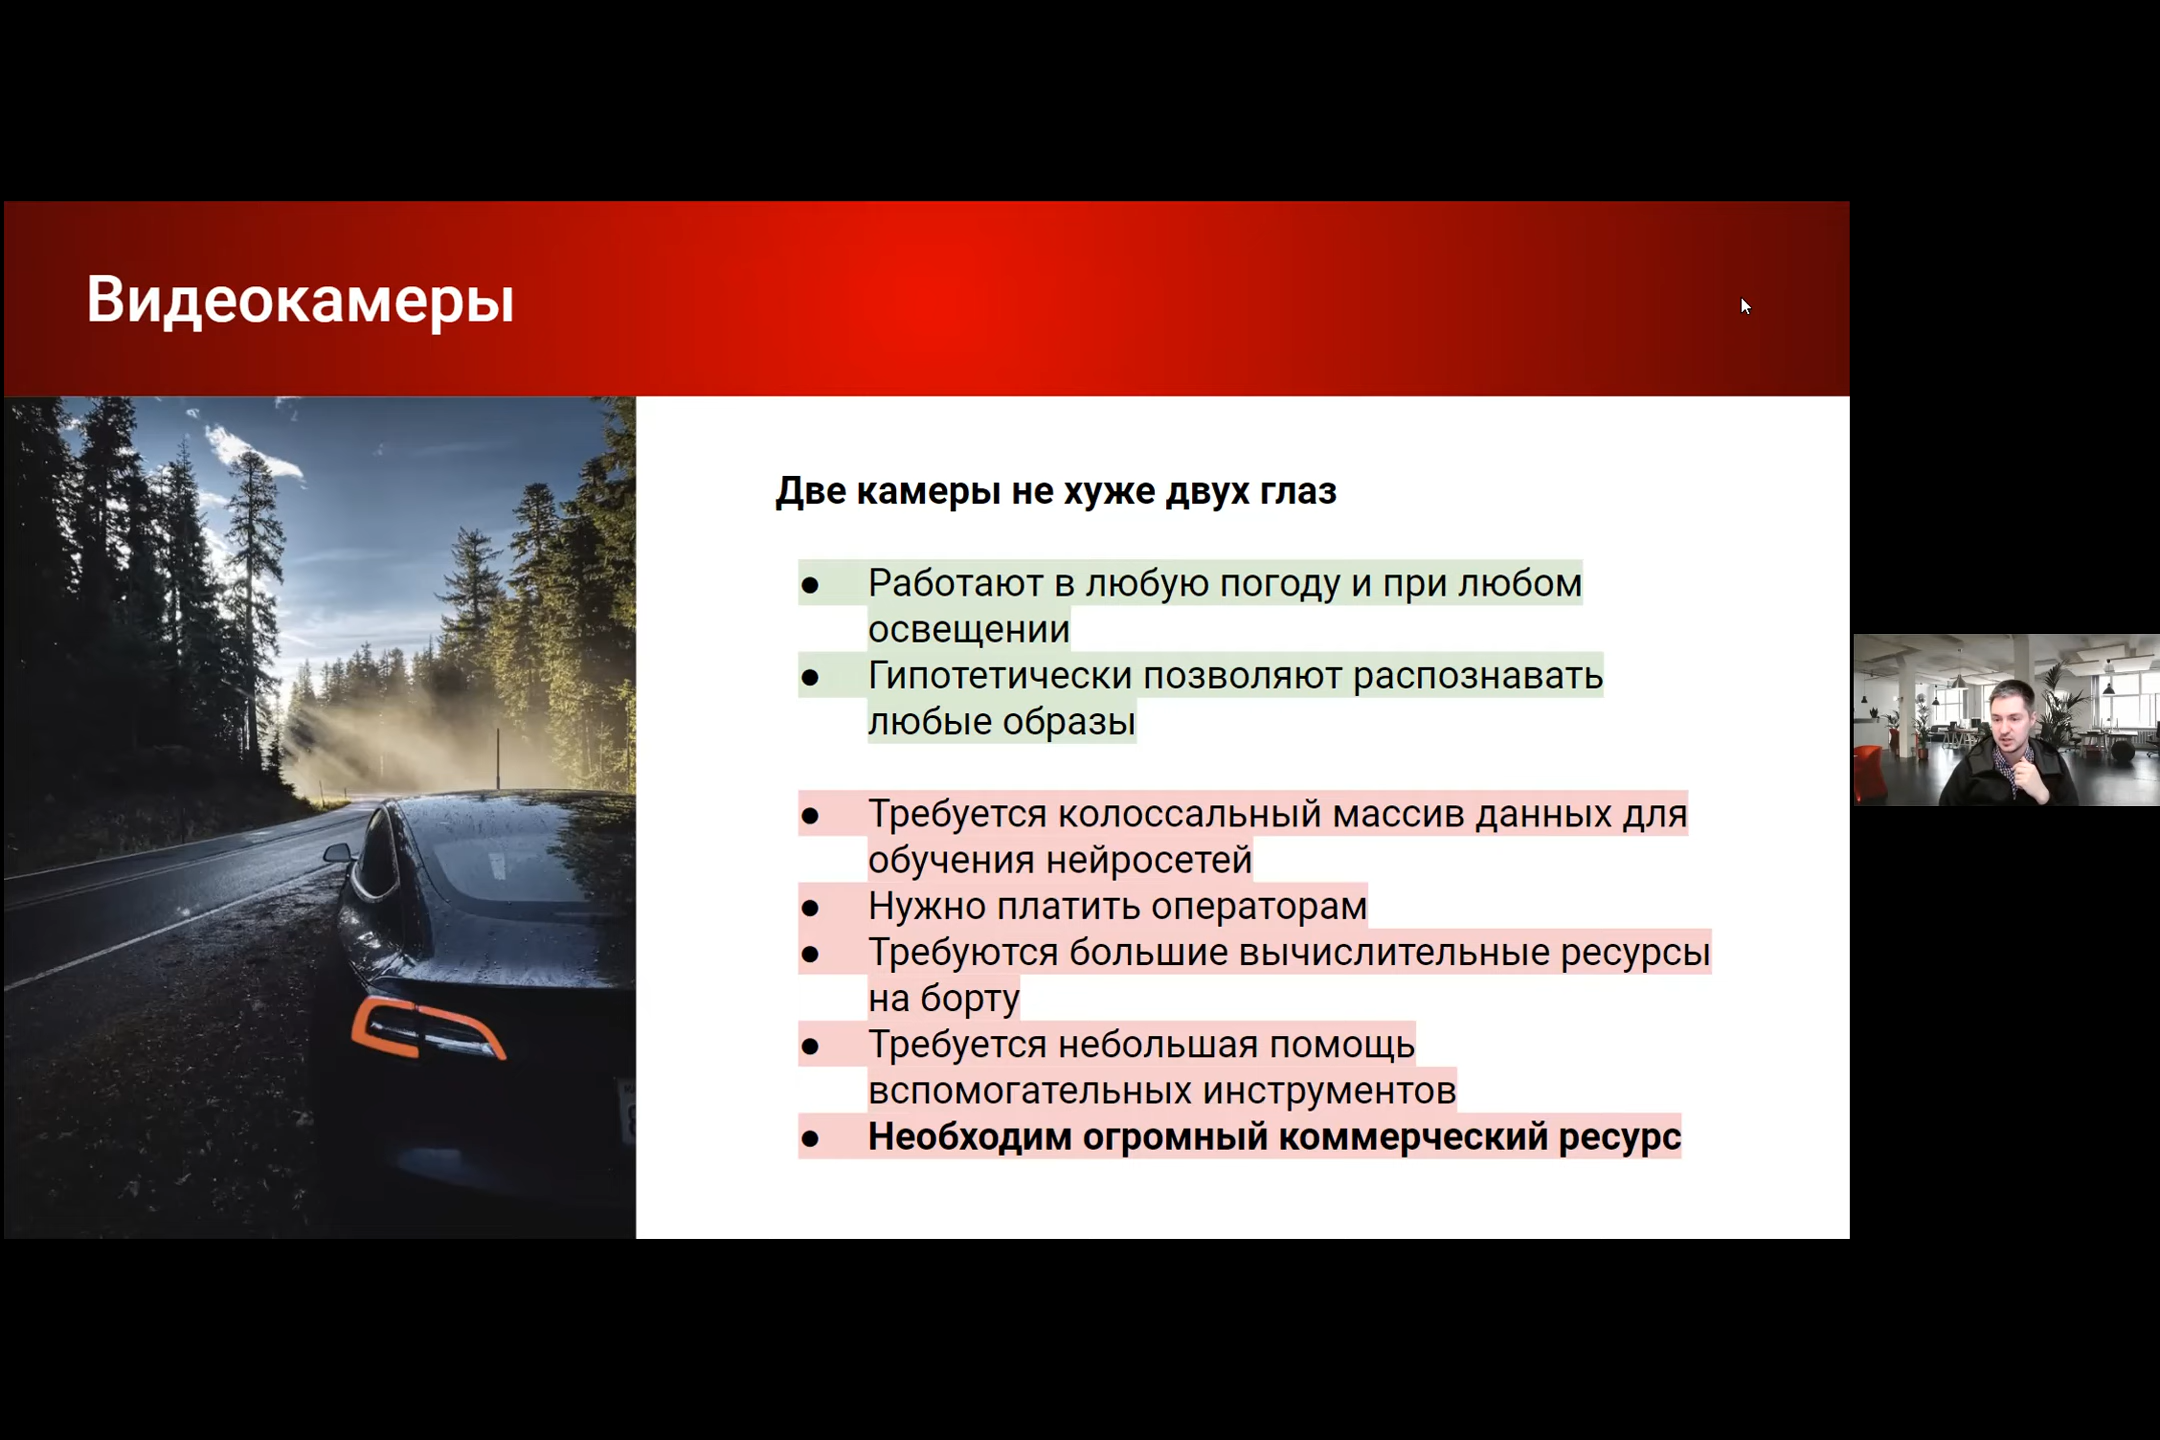 Видеокамеры
Две камеры не хуже двух глаз
● Работают в любую погоду и при любом
освещении
● Гипотетически позволяют распознавать
любые образы
● Требуется колоссальный массив данных для
обучения нейросетей
● Нужно платить операторам
● Требуются большие вычислительные ресурсы
на борту
● Требуется небольшая помощь
вспомогательных инструментов
● Необходим огромный коммерческий ресурс